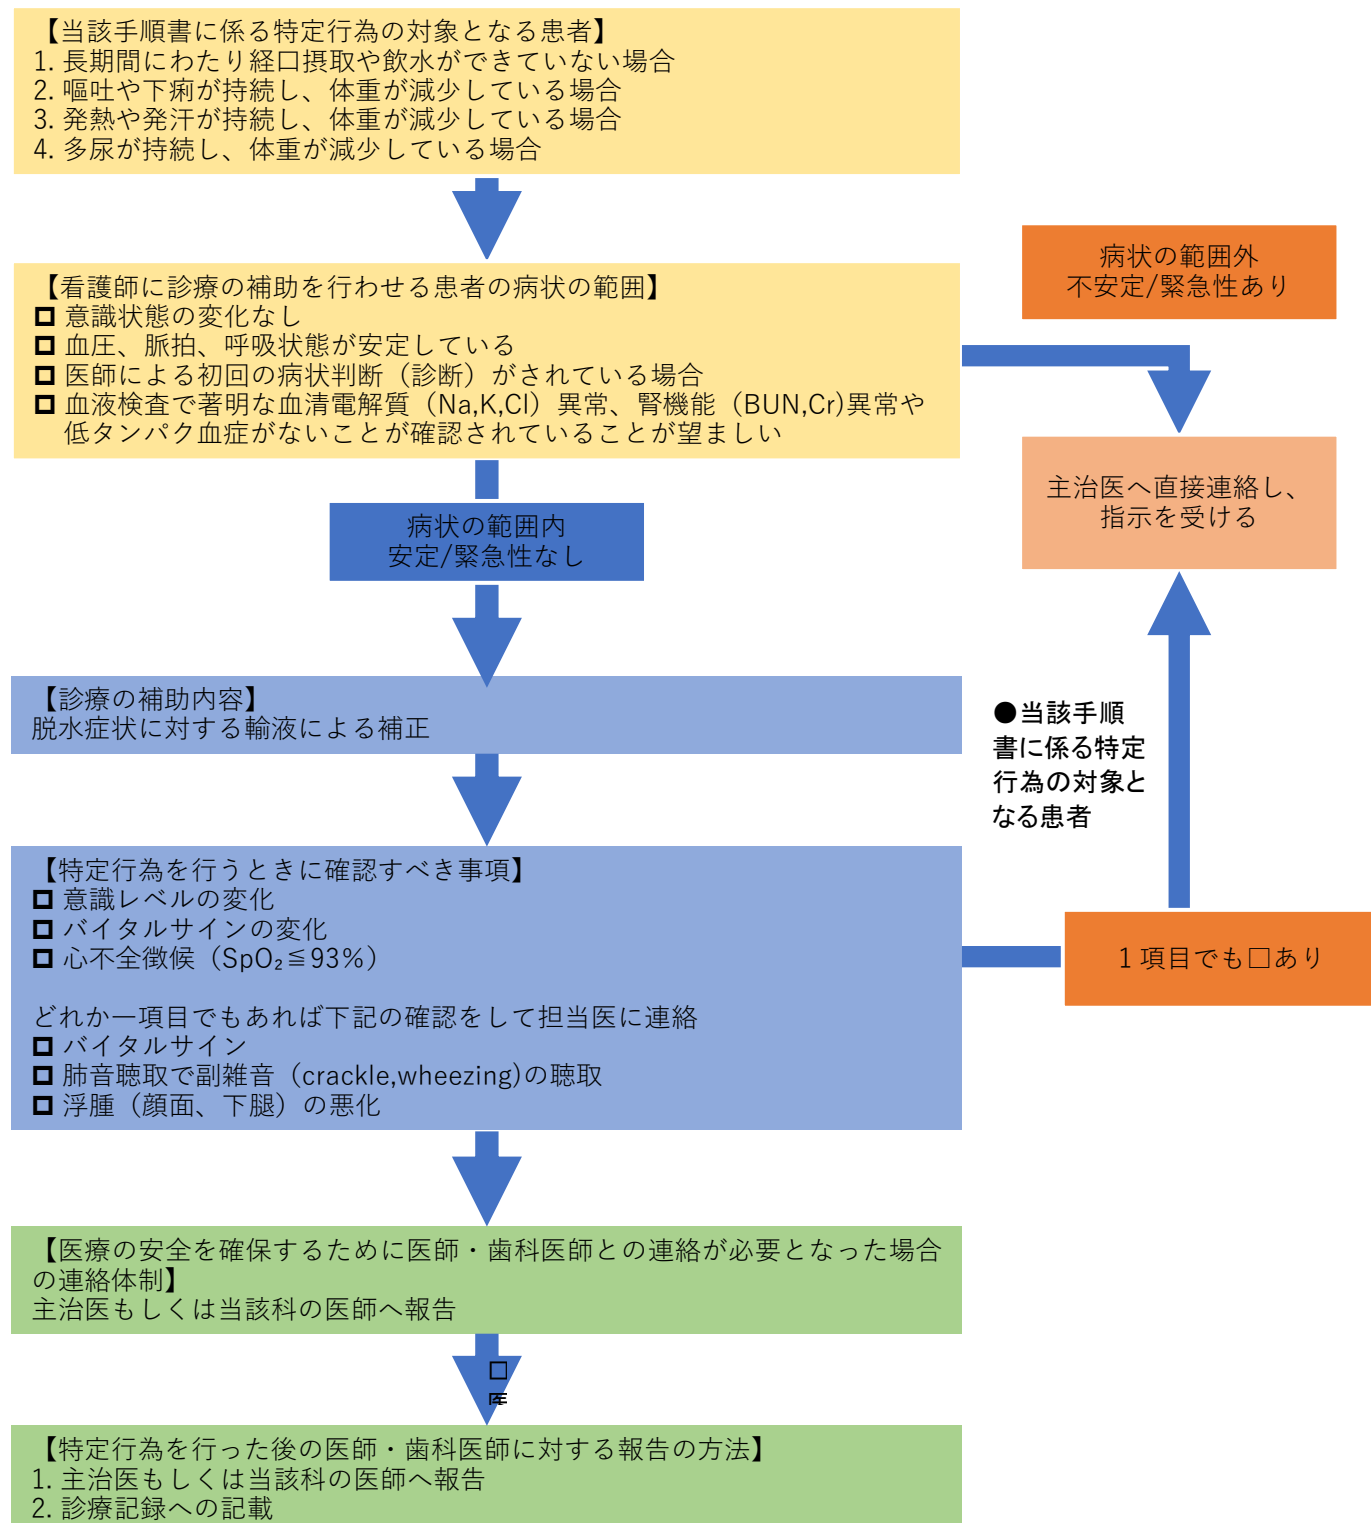 【当該手順書に係る特定行為の対象となる患者】
1. 長期間にわたり経口摂取や飲水ができていない場合
2. 嘔吐や下痢が持続し、体重が減少している場合
3. 発熱や発汗が持続し、体重が減少している場合
4. 多尿が持続し、体重が減少している場合
病状の範囲外
不安定/緊急性あり
【看護師に診療の補助を行わせる患者の病状の範囲】
□ 意識状態の変化なし
□ 血圧、脈拍、呼吸状態が安定している
□ 医師による初回の病状判断（診断）がされている場合
□ 血液検査で著明な血清電解質（Na,K,Cl）異常、腎機能（BUN,Cr)異常や
低タンパク血症がないことが確認されていることが望ましい
主治医へ直接連絡し、
指示を受ける
病状の範囲内
安定/緊急性なし
【診療の補助内容】
脱水症状に対する輸液による補正
●当該手順
書に係る特定
行為の対象と
なる患者
【特定行為を行うときに確認すべき事項】
□ 意識レベルの変化
□ バイタルサインの変化
□ 心不全徴候（SpO₂≦93%）
どれか一項目でもあれば下記の確認をして担当医に連絡
□ バイタルサイン
□ 肺音聴取で副雑音（crackle,wheezing)の聴取
□ 浮腫（顔面、下腿）の悪化
1 項目でも□あり
【医療の安全を確保するために医師・歯科医師との連絡が必要となった場合
の連絡体制】
主治医もしくは当該科の医師へ報告
□
【特定行為を行った後の医師・歯科医師に対する報告の方法】
1. 主治医もしくは当該科の医師へ報告
2. 診療記録への記載